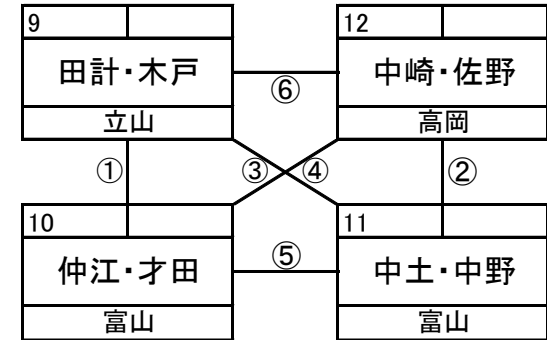 9 12
田計・木戸 中崎・佐野
⑥
立山 高岡
① ③ ④ ②
10 11
仲江・才田 ⑤ 中土・中野
富山 富山